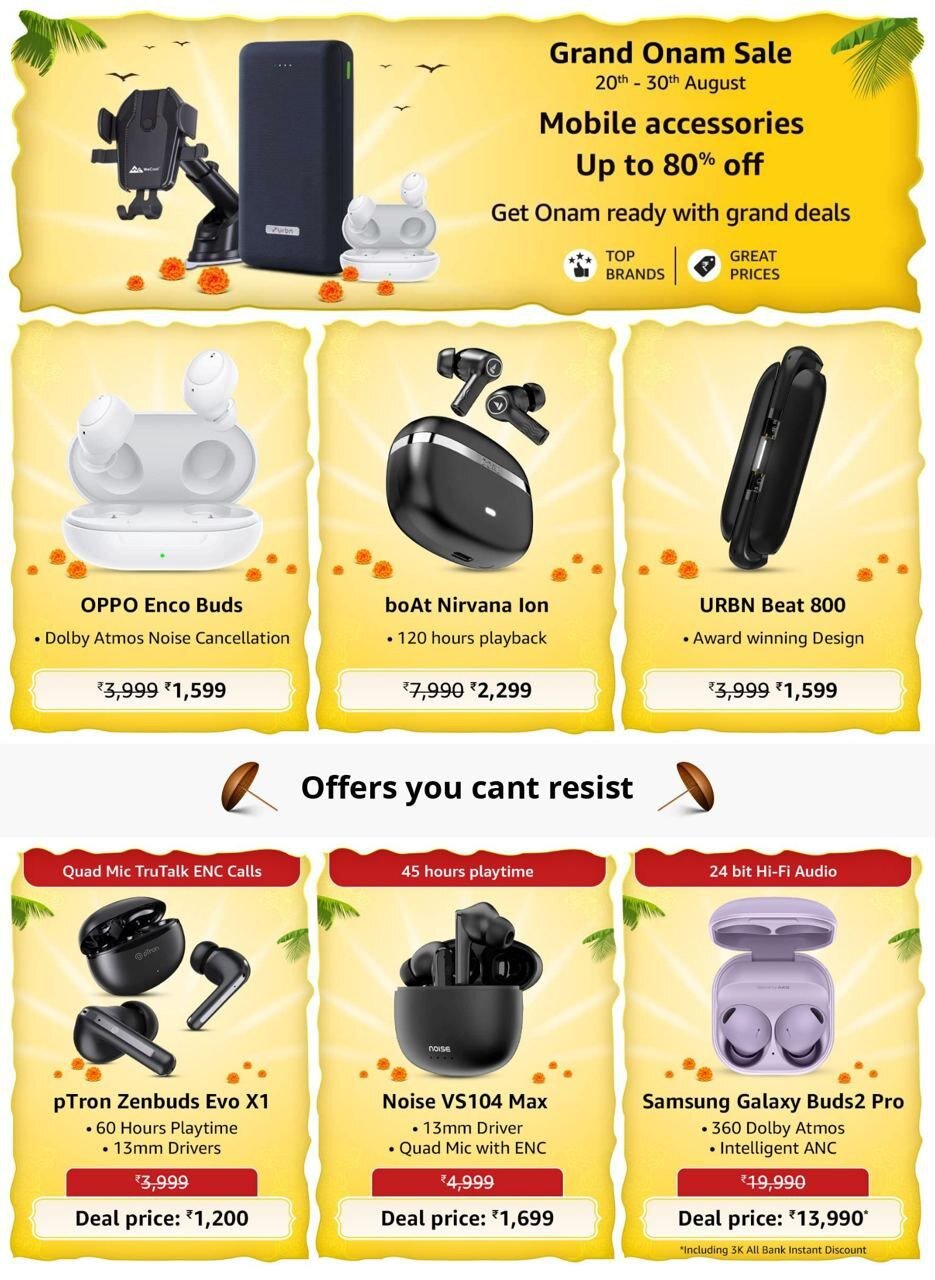 Grand Onam Sale
20th - 30th August
Mobile accessories
Up to 80% off
Get Onam ready with grand deals
TOP BRANDS
GREAT PRICES
WeCool
urbn
OPPO Enco Buds
• Dolby Atmos Noise Cancellation
₹3,999 ₹1,599
boAt Nirvana Ion
• 120 hours playback
₹7,990 ₹2,299
URBN Beat 800
• Award winning Design
₹3,999 ₹1,599
Offers you cant resist
Quad Mic TruTalk ENC Calls
pTron
pTron Zenbuds Evo X1
• 60 Hours Playtime
• 13mm Drivers
₹3,999
Deal price: ₹1,200
45 hours playtime
NOISE
Noise VS104 Max
• 13mm Driver
• Quad Mic with ENC
₹4,999
Deal price: ₹1,699
24 bit Hi-Fi Audio
Samsung Galaxy Buds2 Pro
• 360 Dolby Atmos
• Intelligent ANC
₹19,990
Deal price: ₹13,990*
*Including 3K All Bank Instant Discount